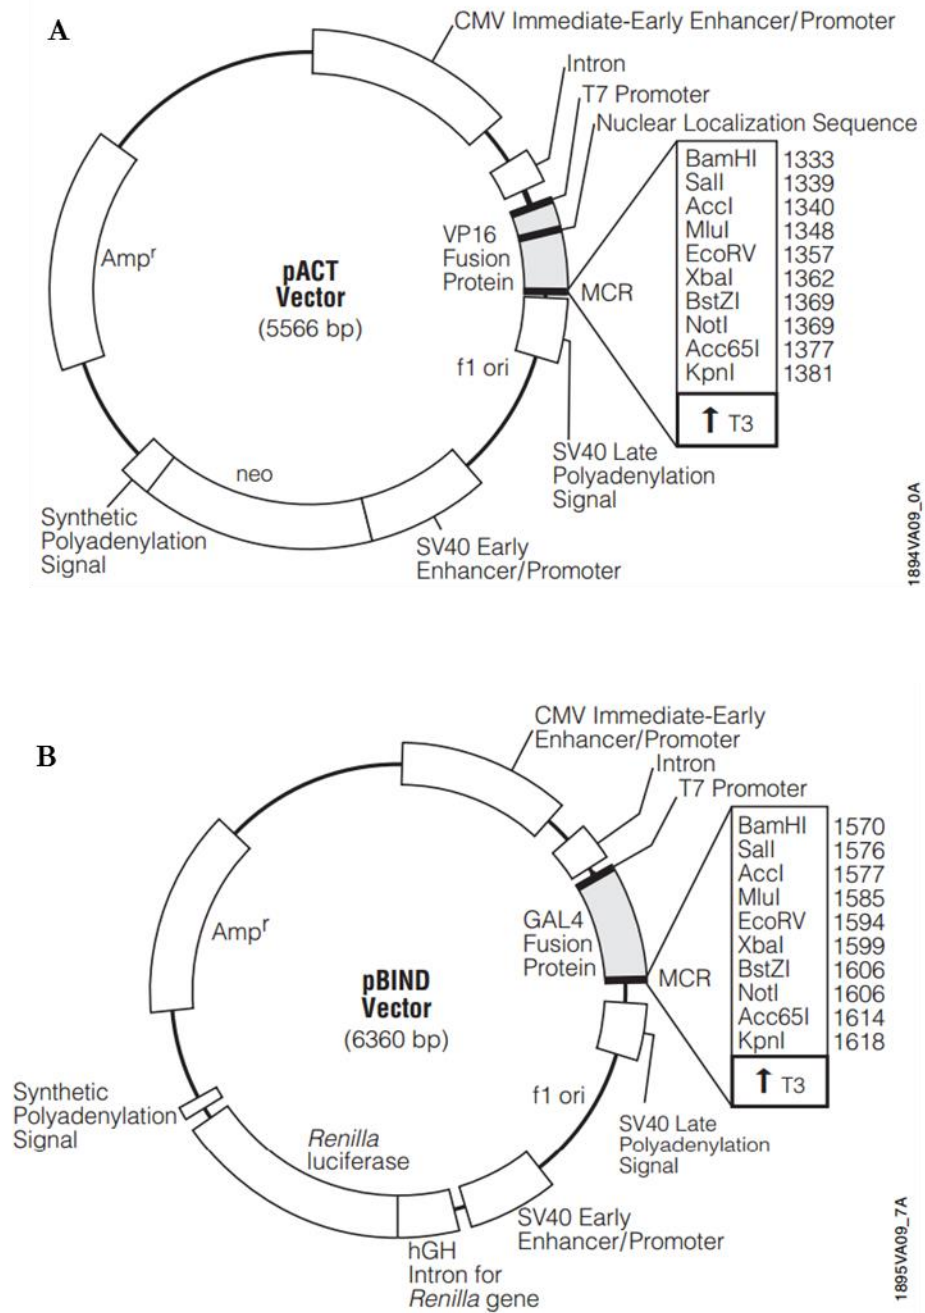 A
CMV Immediate-Early Enhancer/Promoter
Intron
T7 Promoter
Nuclear Localization Sequence
BamHI 1333
SalI 1339
AccI 1340
MluI 1348
EcoRV 1357
XbaI 1362
BstZI 1369
NotI 1369
Acc65I 1377
KpnI 1381
↑ T3
VP16
Fusion
Protein
MCR
Ampʳ
pACT
Vector
(5566 bp)
f1 ori
SV40 Late
Polyadenylation
Signal
neo
Synthetic
Polyadenylation
Signal
SV40 Early
Enhancer/Promoter
1894VA09_0A
B
CMV Immediate-Early
Enhancer/Promoter
Intron
T7 Promoter
BamHI 1570
SalI 1576
AccI 1577
MluI 1585
EcoRV 1594
XbaI 1599
BstZI 1606
NotI 1606
Acc65I 1614
KpnI 1618
↑ T3
GAL4
Fusion
Protein
MCR
Ampʳ
pBIND
Vector
(6360 bp)
f1 ori
SV40 Late
Polyadenylation
Signal
Synthetic
Polyadenylation
Signal
Renilla
luciferase
SV40 Early
Enhancer/Promoter
hGH
Intron for
Renilla gene
1895VA09_7A